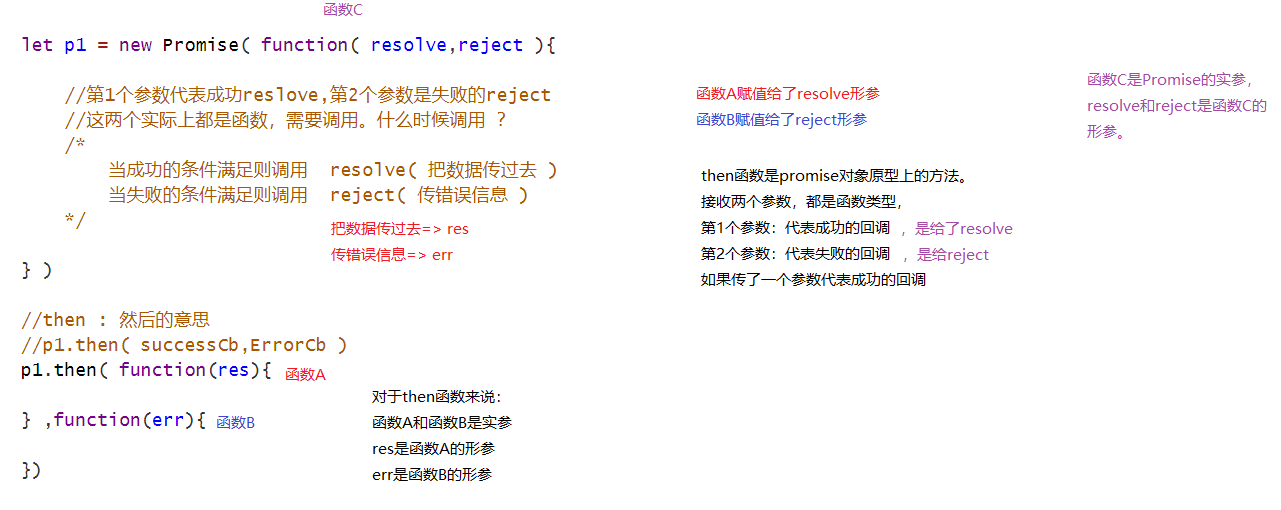 函数C
let p1 = new Promise( function( resolve,reject ){
//第1个参数代表成功reslove,第2个参数是失败的reject
//这两个实际上都是函数，需要调用。什么时候调用 ？
/*
当成功的条件满足则调用 resolve( 把数据传过去 )
当失败的条件满足则调用 reject( 传错误信息 )
*/
把数据传过去=> res
传错误信息=> err
} )
函数A赋值给了resolve形参
函数B赋值给了reject形参
函数C是Promise的实参，
resolve和reject是函数C的
形参。
then函数是promise对象原型上的方法。
接收两个参数，都是函数类型，
第1个参数：代表成功的回调 ，是给了resolve
第2个参数：代表失败的回调 ，是给reject
如果传了一个参数代表成功的回调
//then : 然后的意思
//p1.then( successCb,ErrorCb )
p1.then( function(res){ 函数A
} ,function(err){ 函数B
})
对于then函数来说：
函数A和函数B是实参
res是函数A的形参
err是函数B的形参